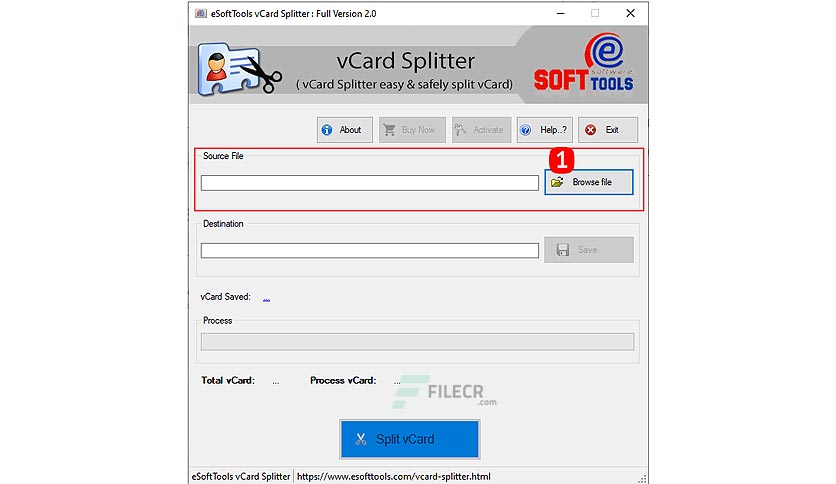 eSoftTools vCard Splitter : Full Version 2.0
vCard Splitter
( vCard Splitter easy & safely split vCard)
e
software
SOFT TOOLS
About
Buy Now
Activate
Help..?
Exit
Source File
1
Browse file
Destination
Save
vCard Saved: ...
Process
Total vCard: ... Process vCard: ...
FILECR
.com
Split vCard
eSoftTools vCard Splitter https://www.esofttools.com/vcard-splitter.html